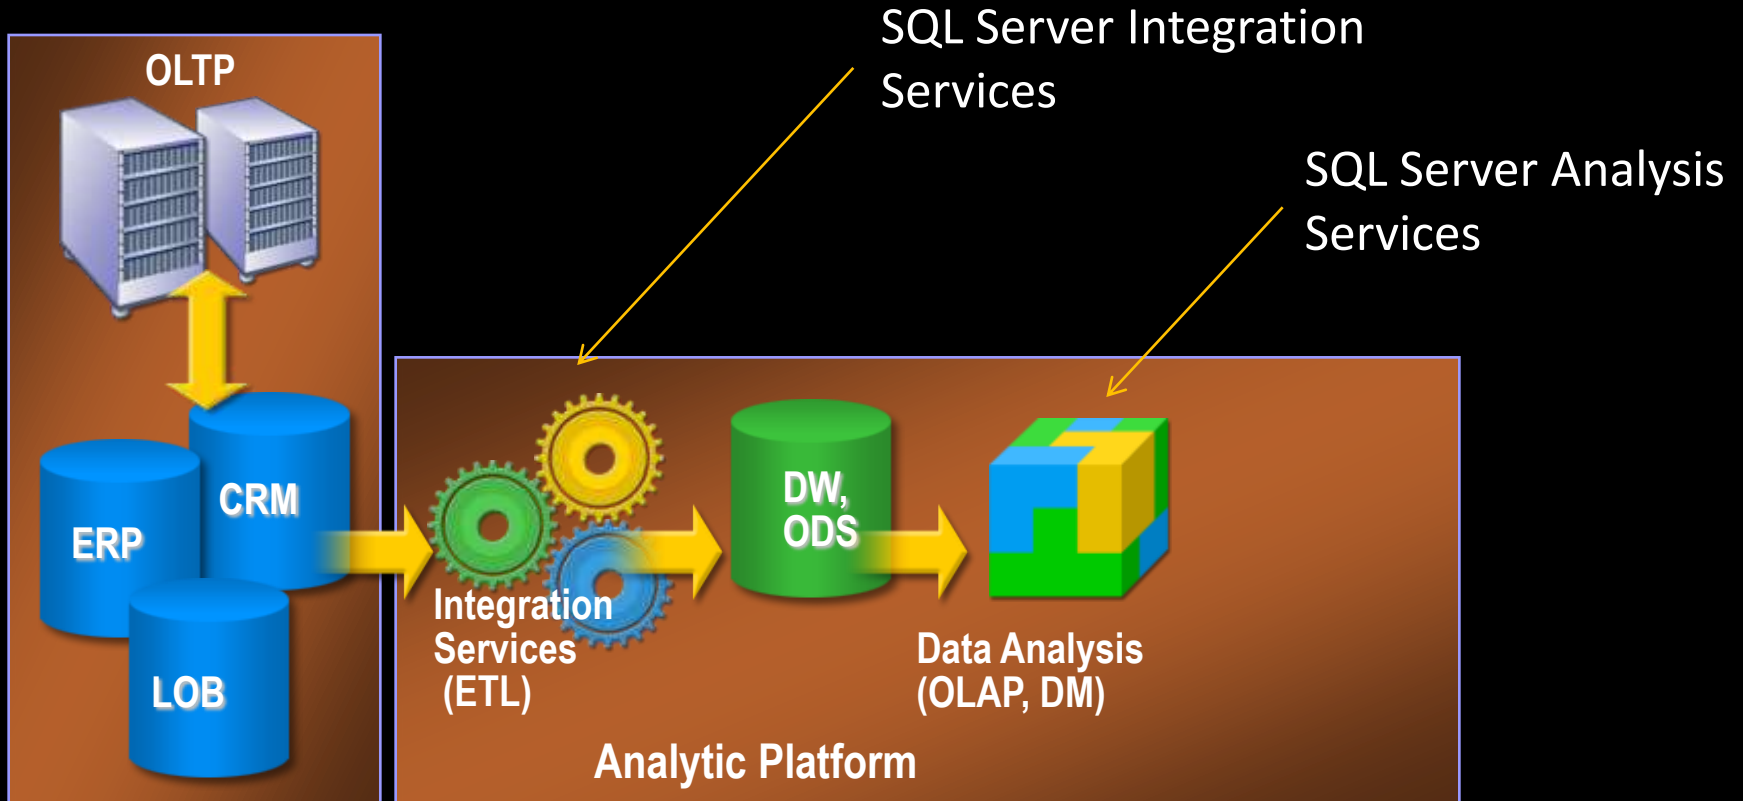 SQL Server Integration
Services
SQL Server Analysis
Services
OLTP
CRM
ERP
LOB
Integration
Services
(ETL)
DW,
ODS
Data Analysis
(OLAP, DM)
Analytic Platform